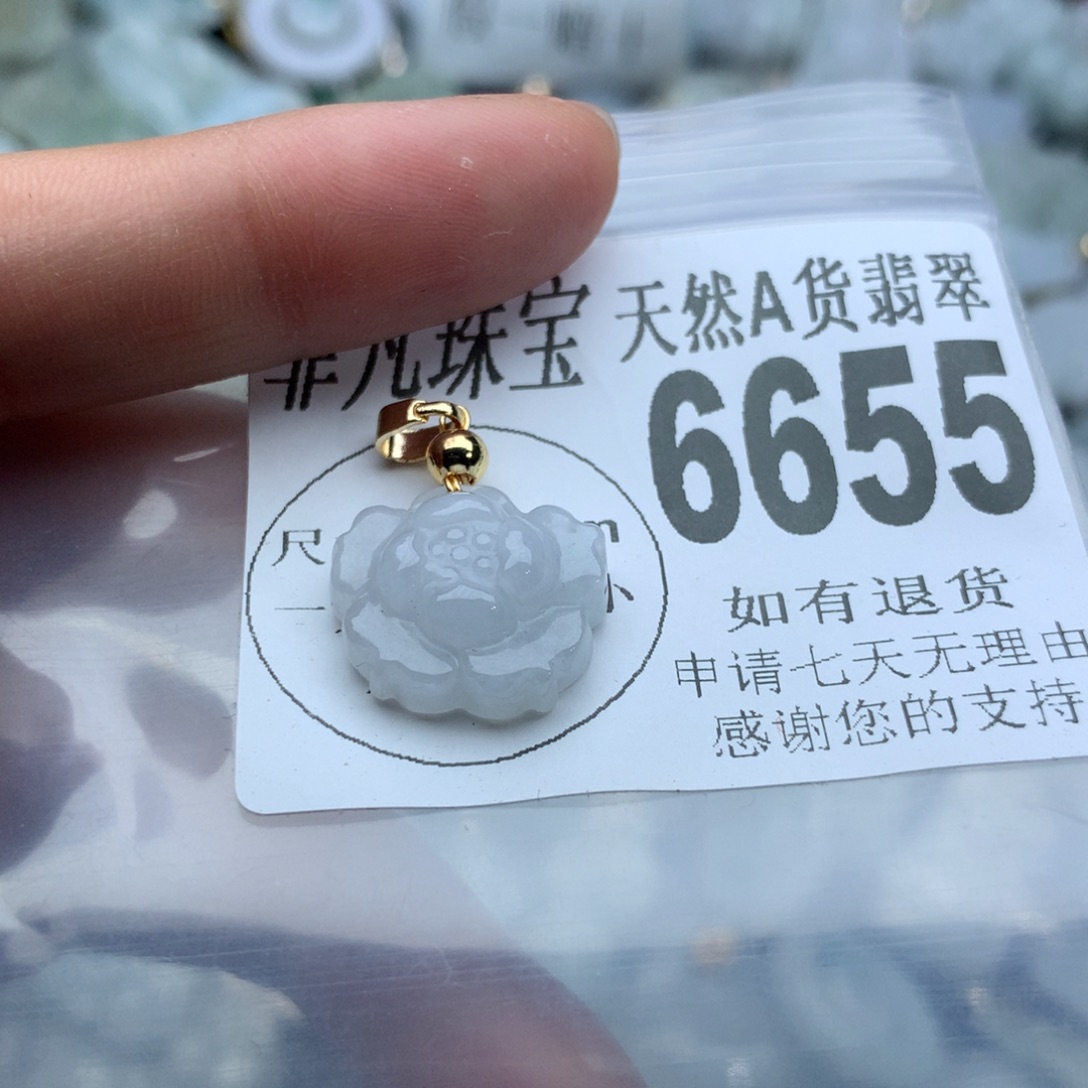 非凡珠宝 天然A货翡翠
6655
尺
如有退货
申请七天无理由
感谢您的支持